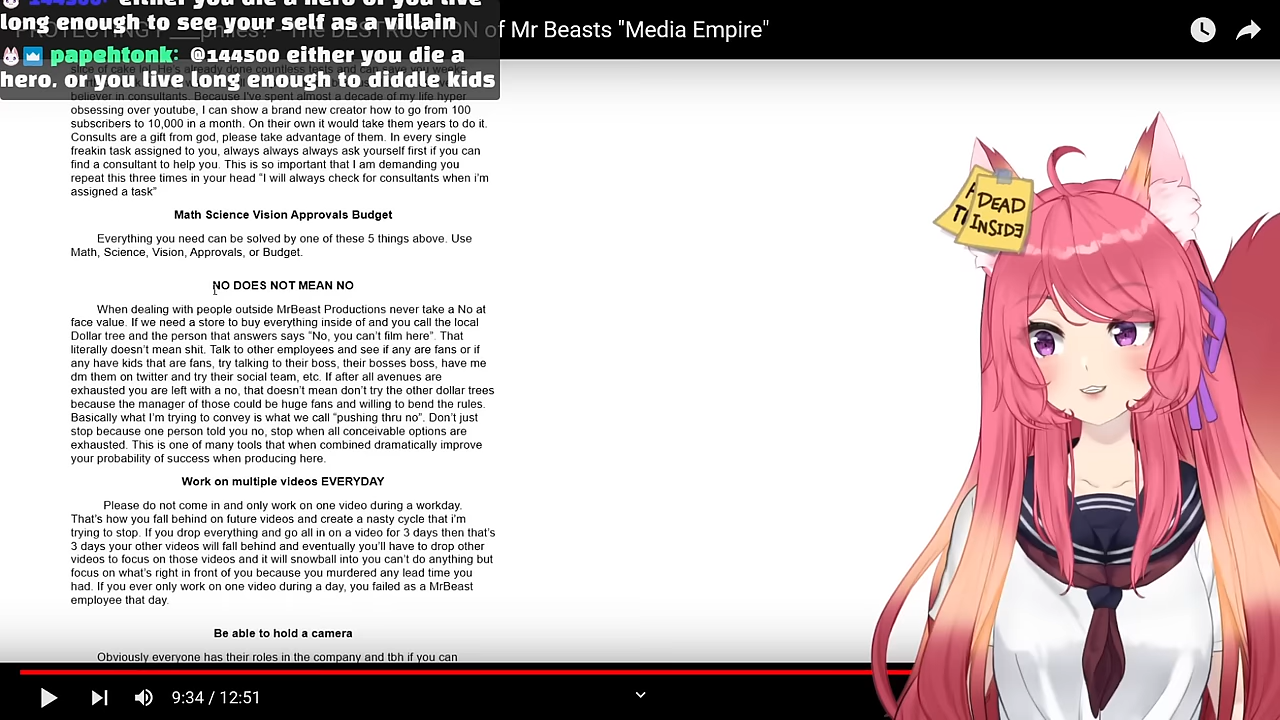 144500: either you die a hero or you live
long enough to see your self as a villain
of Mr Beasts "Media Empire"
papehtonk: @144500 either you die a
hero. or you live long enough to diddle kids
believer in consultants. Because I've spent almost a decade of my life hyper
obsessing over youtube, I can show a brand new creator how to go from 100
subscribers to 10,000 in a month. On their own it would take them years to do it.
Consults are a gift from god, please take advantage of them. In every single
freakin task assigned to you, always always always ask yourself first if you can
find a consultant to help you. This is so important that I am demanding you
repeat this three times in your head "I will always check for consultants when i'm
assigned a task"
Math Science Vision Approvals Budget
Everything you need can be solved by one of these 5 things above. Use
Math, Science, Vision, Approvals, or Budget.
NO DOES NOT MEAN NO
When dealing with people outside MrBeast Productions never take a No at
face value. If we need a store to buy everything inside of and you call the local
Dollar tree and the person that answers says "No, you can't film here". That
literally doesn't mean shit. Talk to other employees and see if any are fans or if
any have kids that are fans, try talking to their boss, their bosses boss, have me
dm them on twitter and try their social team, etc. If after all avenues are
exhausted you are left with a no, that doesn't mean don't try the other dollar trees
because the manager of those could be huge fans and willing to bend the rules.
Basically what I'm trying to convey is what we call "pushing thru no". Don't just
stop because one person told you no, stop when all conceivable options are
exhausted. This is one of many tools that when combined dramatically improve
your probability of success when producing here.
Work on multiple videos EVERYDAY
Please do not come in and only work on one video during a workday.
That's how you fall behind on future videos and create a nasty cycle that i'm
trying to stop. If you drop everything and go all in on a video for 3 days then that's
3 days your other videos will fall behind and eventually you'll have to drop other
videos to focus on those videos and it will snowball into you can't do anything but
focus on what's right in front of you because you murdered any lead time you
had. If you ever only work on one video during a day, you failed as a MrBeast
employee that day.
Be able to hold a camera
Obviously everyone has their roles in the company and tbh if you can
DEAD
INSIDE
9:34 / 12:51